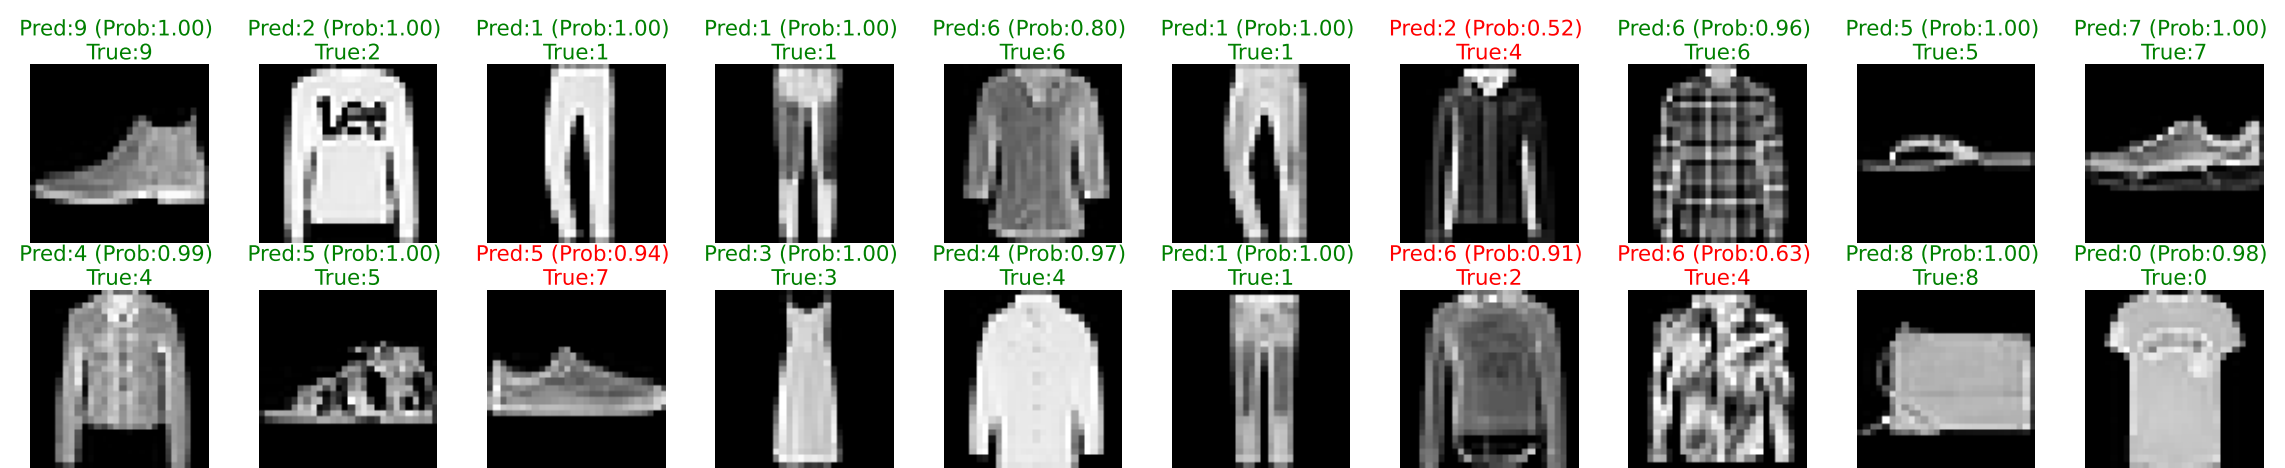 Pred:9 (Prob:1.00) Pred:2 (Prob:1.00) Pred:1 (Prob:1.00) Pred:1 (Prob:1.00) Pred:6 (Prob:0.80) Pred:1 (Prob:1.00) Pred:2 (Prob:0.52) Pred:6 (Prob:0.96) Pred:5 (Prob:1.00) Pred:7 (Prob:1.00)
True:9 True:2 True:1 True:1 True:6 True:1 True:4 True:6 True:5 True:7
Lee
Pred:4 (Prob:0.99) Pred:5 (Prob:1.00) Pred:5 (Prob:0.94) Pred:3 (Prob:1.00) Pred:4 (Prob:0.97) Pred:1 (Prob:1.00) Pred:6 (Prob:0.91) Pred:6 (Prob:0.63) Pred:8 (Prob:1.00) Pred:0 (Prob:0.98)
True:4 True:5 True:7 True:3 True:4 True:1 True:2 True:4 True:8 True:0